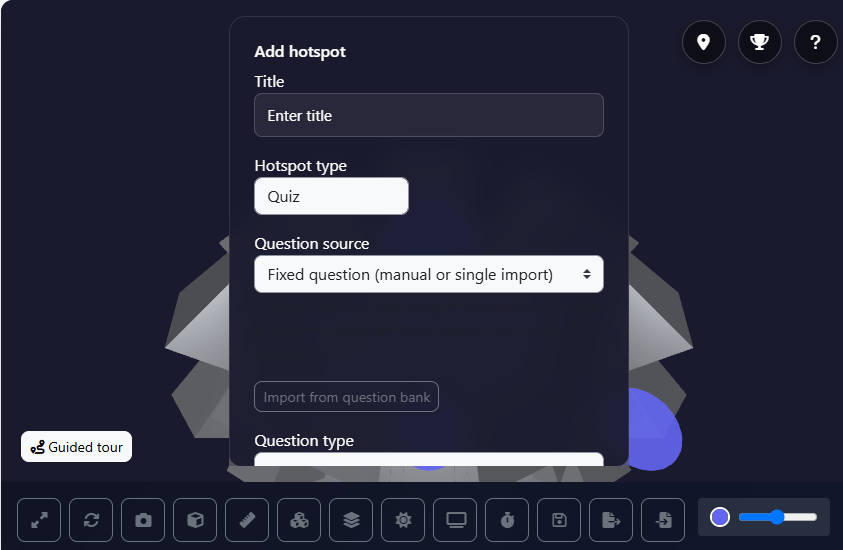 Add hotspot
Title
Enter title
Hotspot type
Quiz
Question source
Fixed question (manual or single import)
Import from question bank
Question type
Guided tour
?